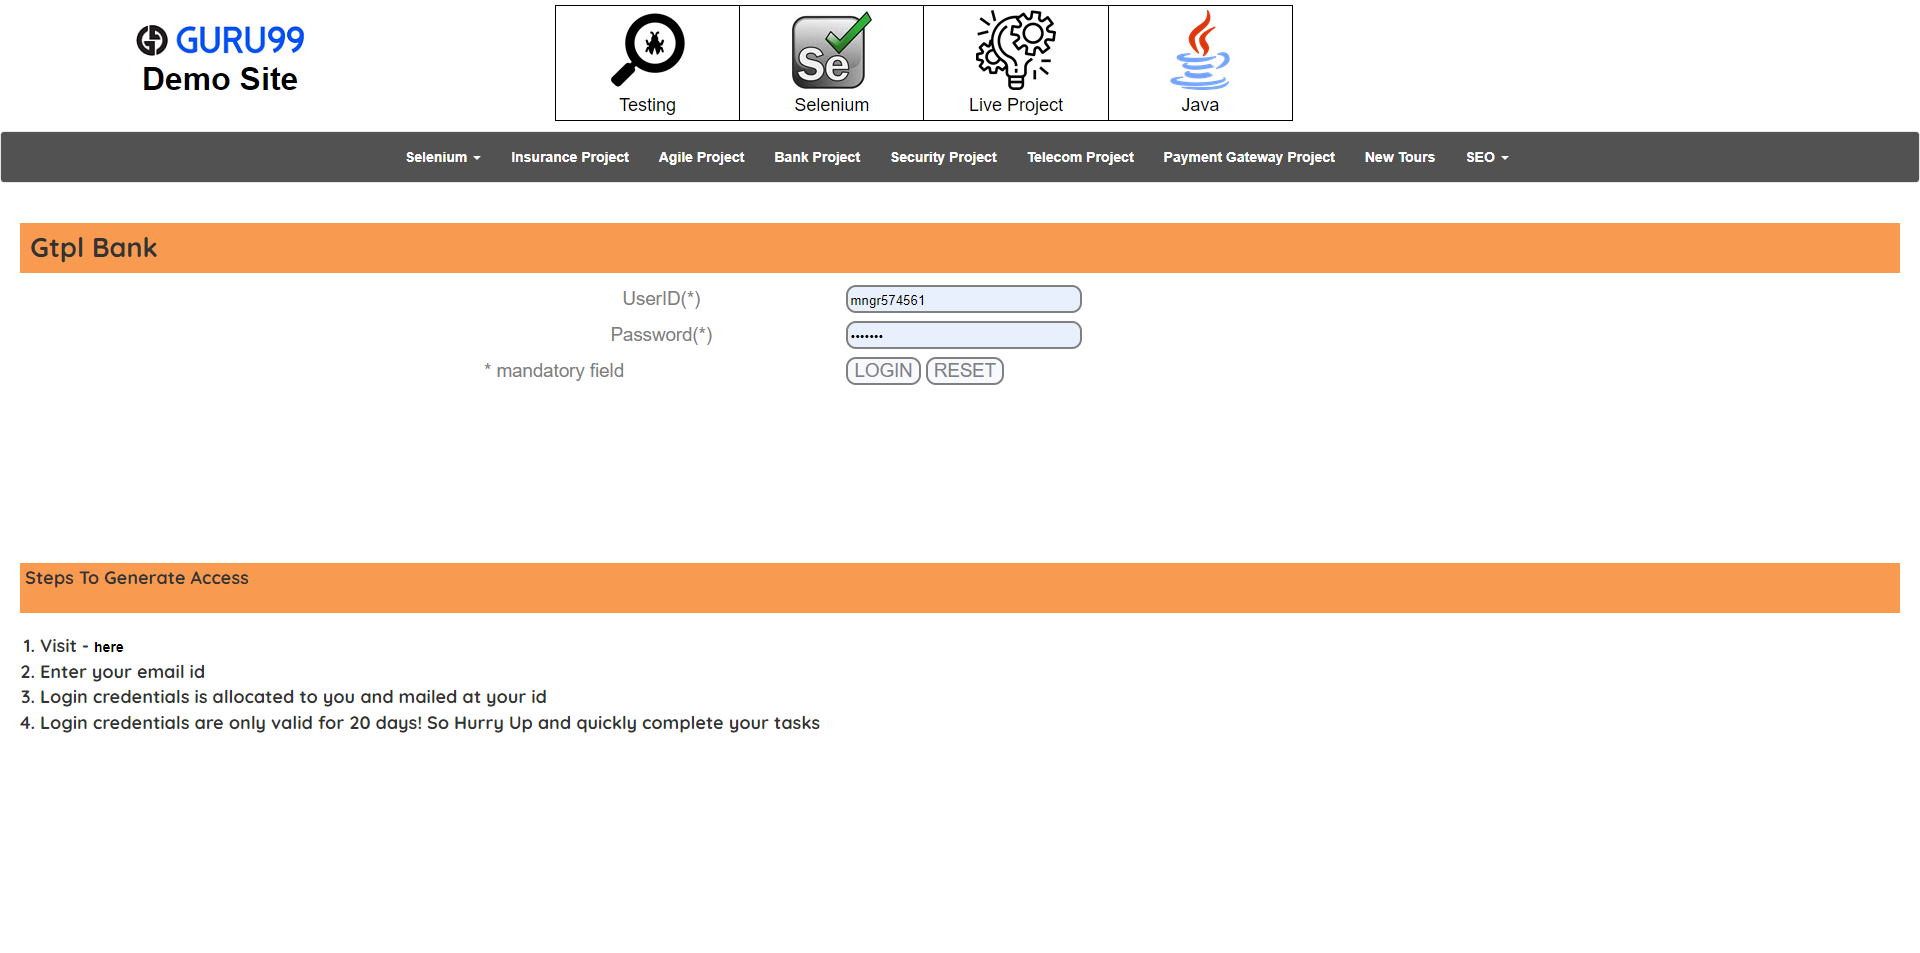 GURU99
Demo Site
Testing
Se
Selenium
Live Project
Java
Selenium
Insurance Project
Agile Project
Bank Project
Security Project
Telecom Project
Payment Gateway Project
New Tours
SEO
Gtpl Bank
UserID(*)
mngr574561
Password(*)
•••••••
* mandatory field
LOGIN
RESET
Steps To Generate Access
1. Visit - here
2. Enter your email id
3. Login credentials is allocated to you and mailed at your id
4. Login credentials are only valid for 20 days! So Hurry Up and quickly complete your tasks